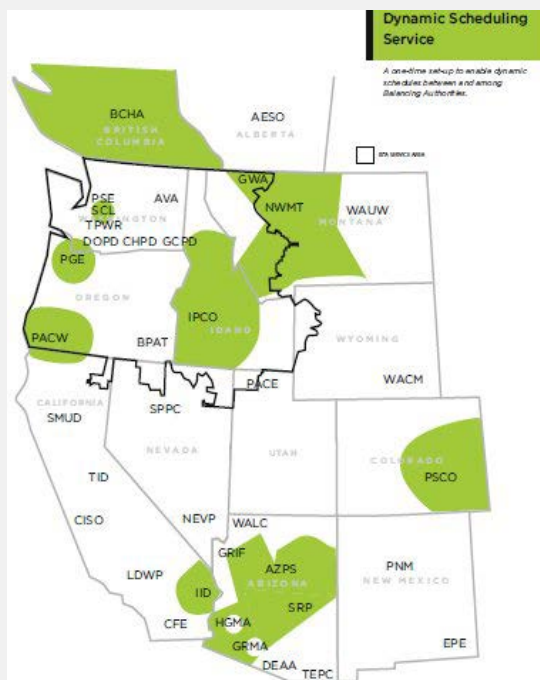 Dynamic Scheduling
Service
A one-time set-up to enable dynamic
schedules between and among
Balancing Authorities.
BPA SERVICE AREA
BCHA
BRITISH
COLUMBIA
AESO
ALBERTA
GWA
PSE
AVA
SCL
NWMT
WAUW
WASHINGTON
MONTANA
TPWR
DOPD CHPD GCPD
PGE
OREGON
IPCO
IDAHO
PACW
BPAT
WYOMING
PACE
WACM
CALIFORNIA
SPPC
SMUD
NEVADA
UTAH
COLORADO
TID
PSCO
CISO
NEVP
WALC
GRIF
LDWP
AZPS
PNM
ARIZONA
NEW MEXICO
IID
SRP
CFE
HGMA
GRMA
EPE
DEAA
TEPC